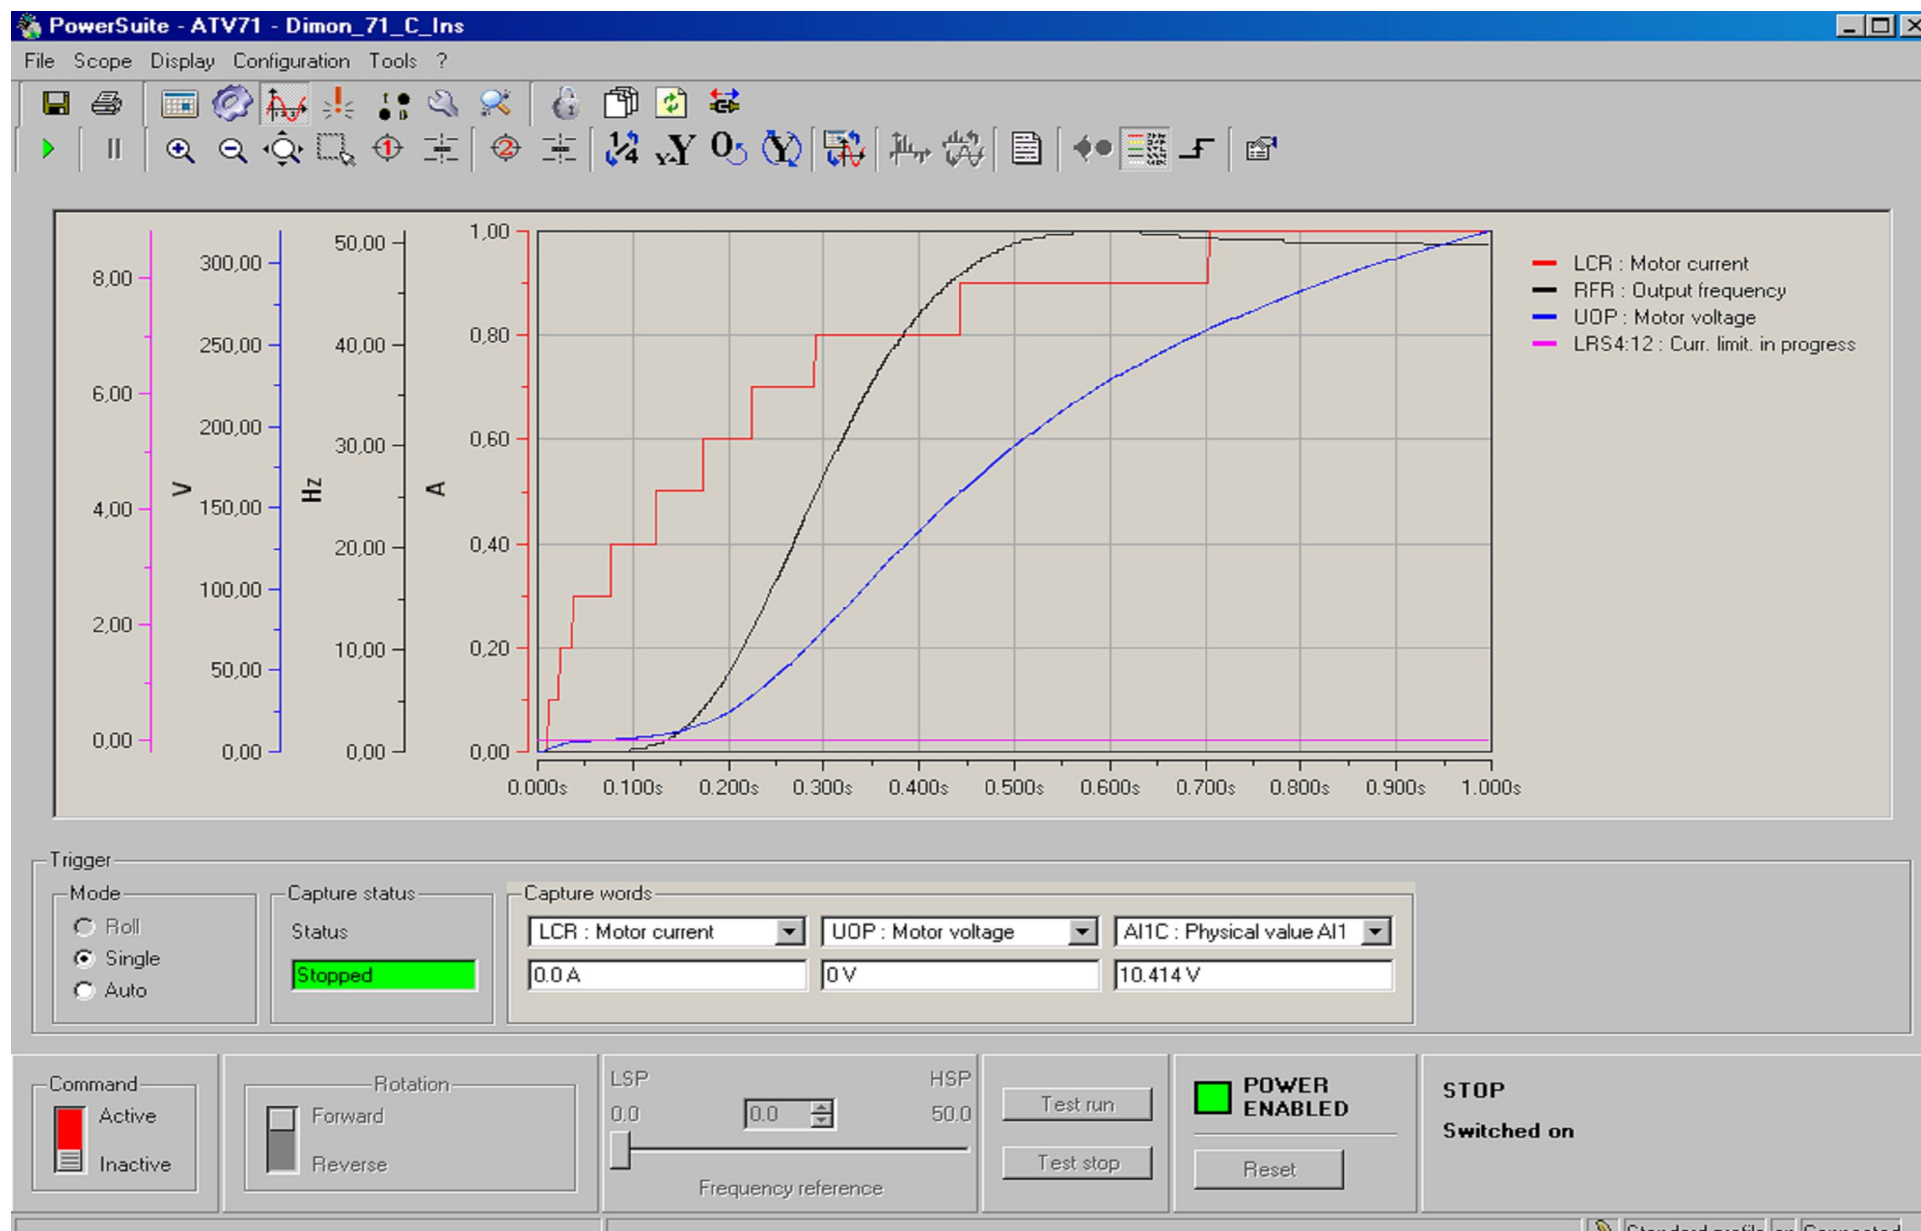 PowerSuite - ATV71 - Dimon_71_C_Ins
File Scope Display Configuration Tools ?
8,00
6,00
4,00
2,00
0,00
V
300,00
250,00
200,00
150,00
100,00
50,00
0,00
Hz
50,00
40,00
30,00
20,00
10,00
0,00
A
1,00
0,80
0,60
0,40
0,20
0,00
0.000s 0.100s 0.200s 0.300s 0.400s 0.500s 0.600s 0.700s 0.800s 0.900s 1.000s
LCR : Motor current
RFR : Output frequency
UOP : Motor voltage
LRS4:12 : Curr. limit. in progress
Trigger
Mode
Roll
Single
Auto
Capture status
Status
Stopped
Capture words
LCR : Motor current UOP : Motor voltage AI1C : Physical value AI1
0.0 A 0 V 10.414 V
Command
Active
Inactive
Rotation
Forward
Reverse
LSP HSP
0.0 0.0 50.0
Frequency reference
Test run
Test stop
POWER
ENABLED
Reset
STOP
Switched on